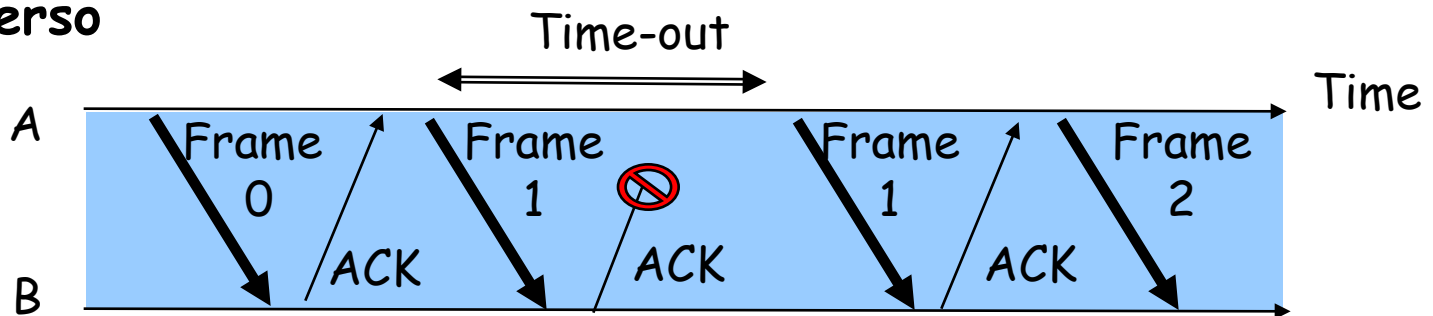 erso
Time-out
Time
A
Frame Frame Frame Frame
0 1 1 2
ACK ACK ACK
B